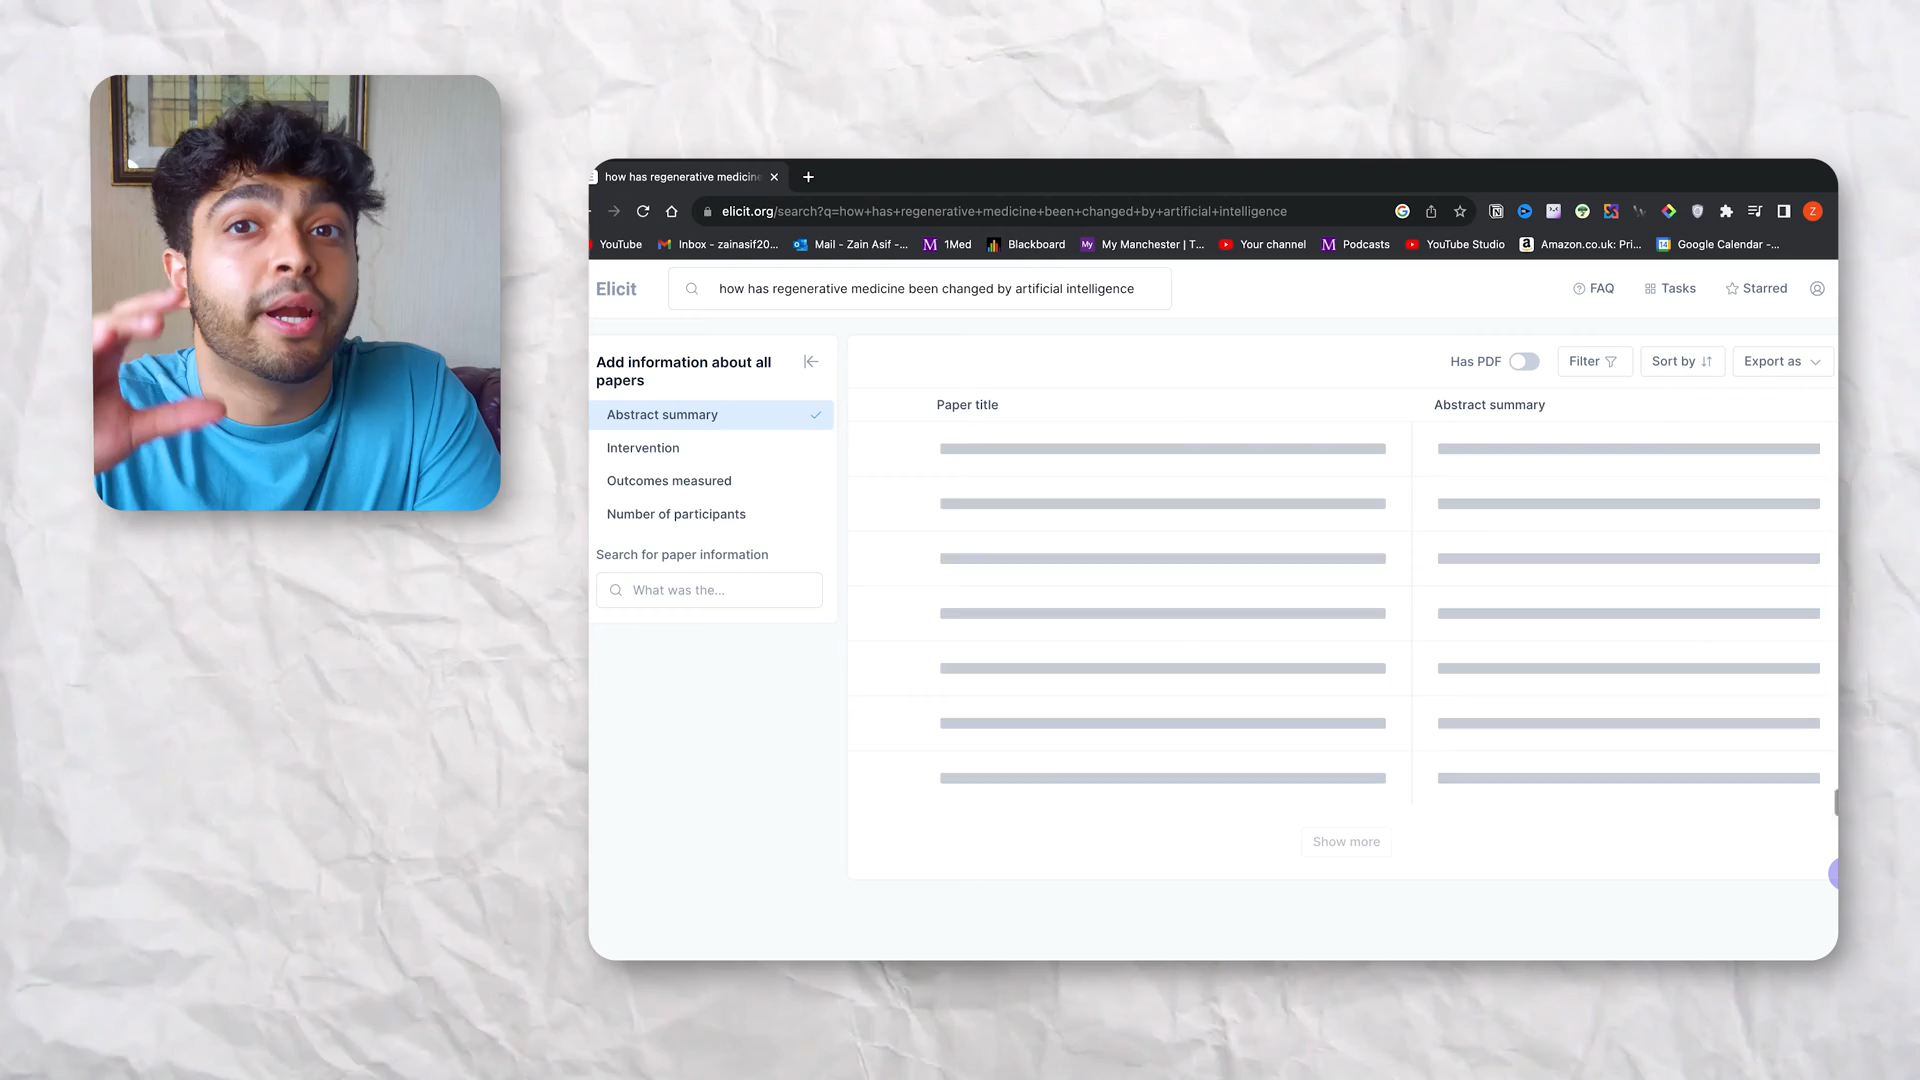 how has regenerative medicin
elicit.org/search?q=how+has+regenerative+medicine+been+changed+by+artificial+intelligence
Z
YouTube
Inbox - zainasif20...
Mail - Zain Asif -...
M 1Med
Blackboard
My My Manchester | T...
Your channel
M Podcasts
YouTube Studio
a Amazon.co.uk: Pri...
Google Calendar -...
Elicit
how has regenerative medicine been changed by artificial intelligence
FAQ
Tasks
Starred
Add information about all
papers
Abstract summary
Intervention
Outcomes measured
Number of participants
Search for paper information
What was the...
Has PDF
Filter
Sort by
Export as
Paper title
Abstract summary
Show more